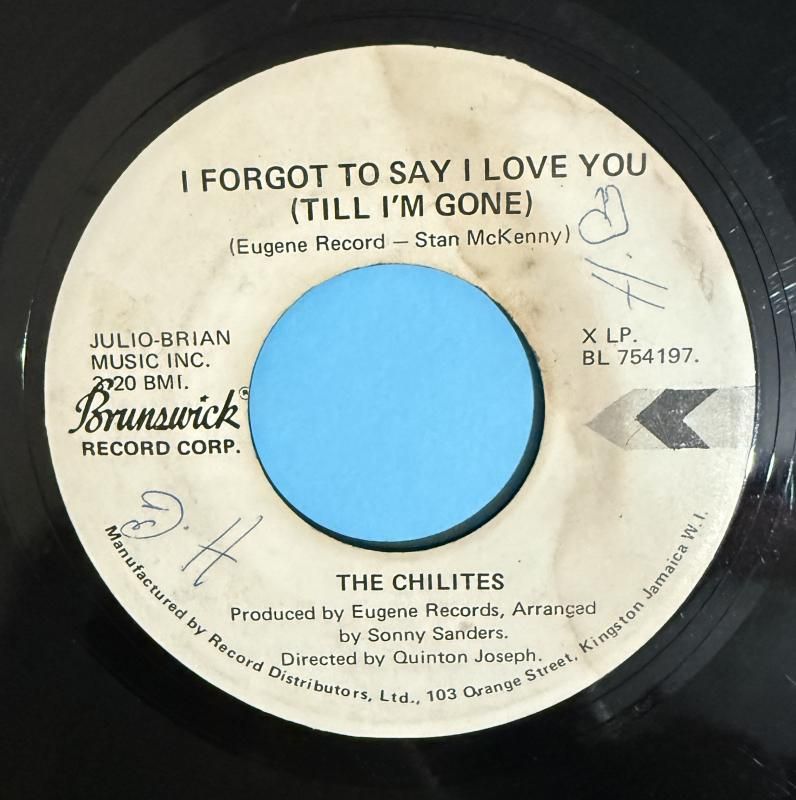 I FORGOT TO SAY I LOVE YOU
(TILL I'M GONE)
(Eugene Record – Stan McKenny)
JULIO-BRIAN
MUSIC INC.
BMI.
Brunswick®
RECORD CORP.
X LP.
BL 754197.
THE CHILITES
Produced by Eugene Records, Arranged
by Sonny Sanders.
Directed by Quinton Joseph.
Manufactured by Record Distributors, Ltd., 103 Orange Street, Kingston Jamaica W. I.